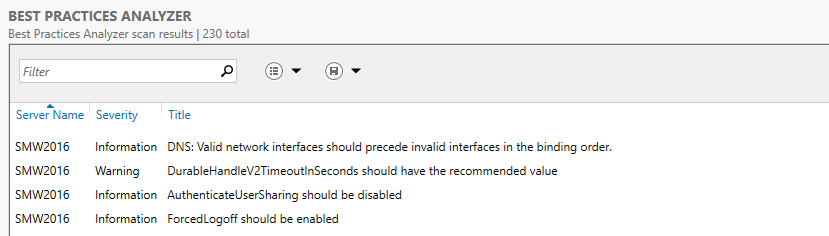 BEST PRACTICES ANALYZER
Best Practices Analyzer scan results | 230 total
Filter
Server Name Severity Title
SMW2016 Information DNS: Valid network interfaces should precede invalid interfaces in the binding order.
SMW2016 Warning DurableHandleV2TimeoutInSeconds should have the recommended value
SMW2016 Information AuthenticateUserSharing should be disabled
SMW2016 Information ForcedLogoff should be enabled